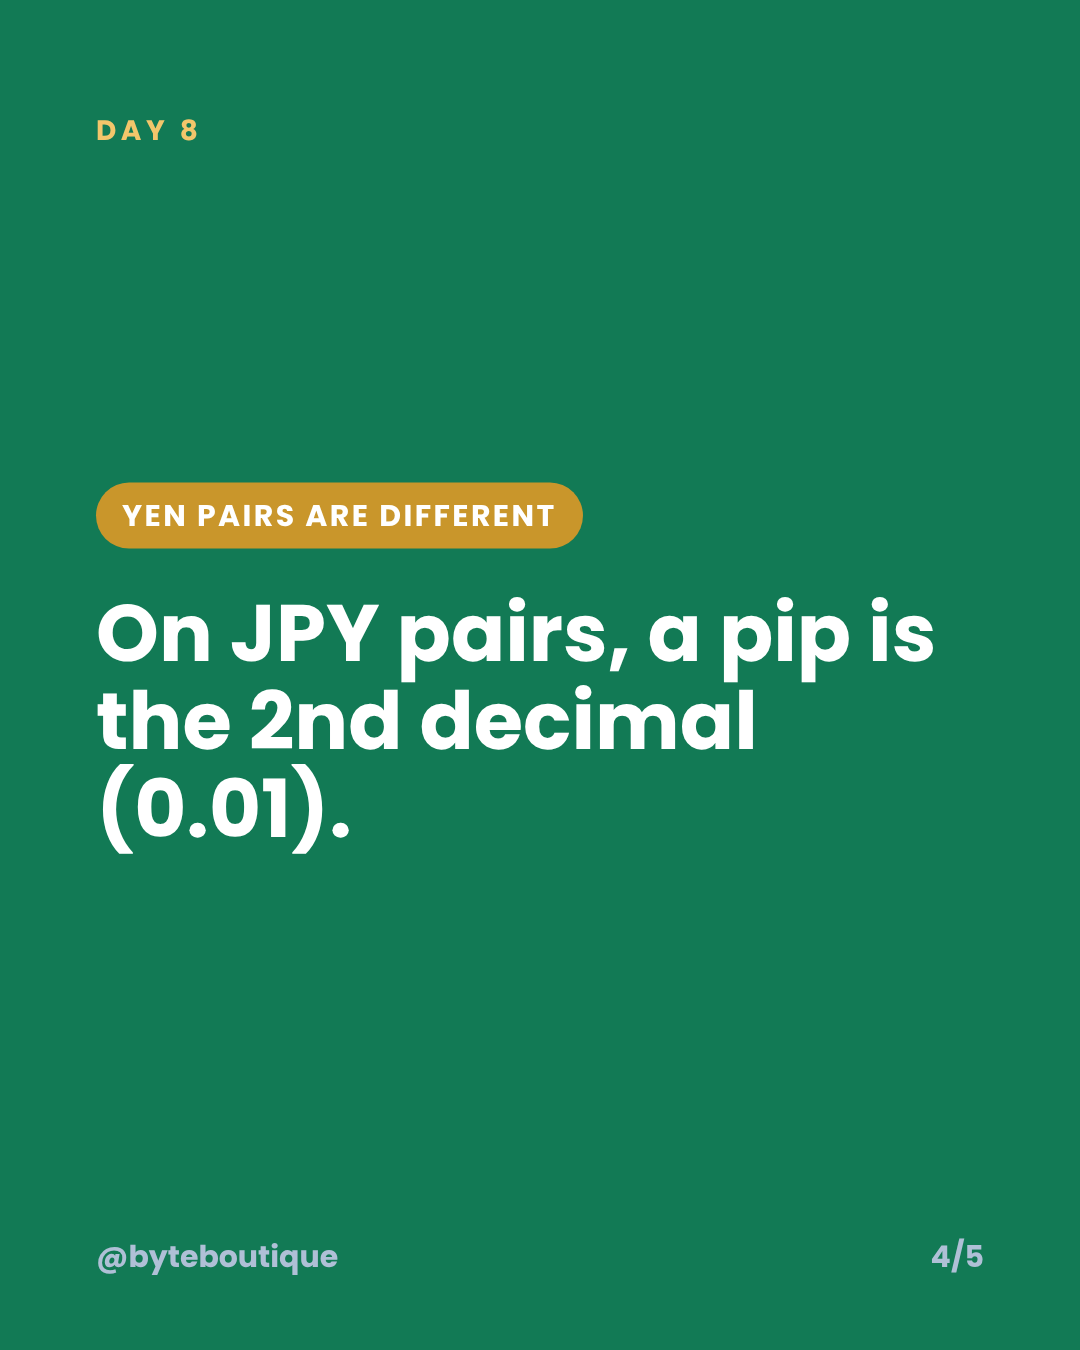 DAY 8
YEN PAIRS ARE DIFFERENT
On JPY pairs, a pip is
the 2nd decimal
(0.01).
@byteboutique
4/5